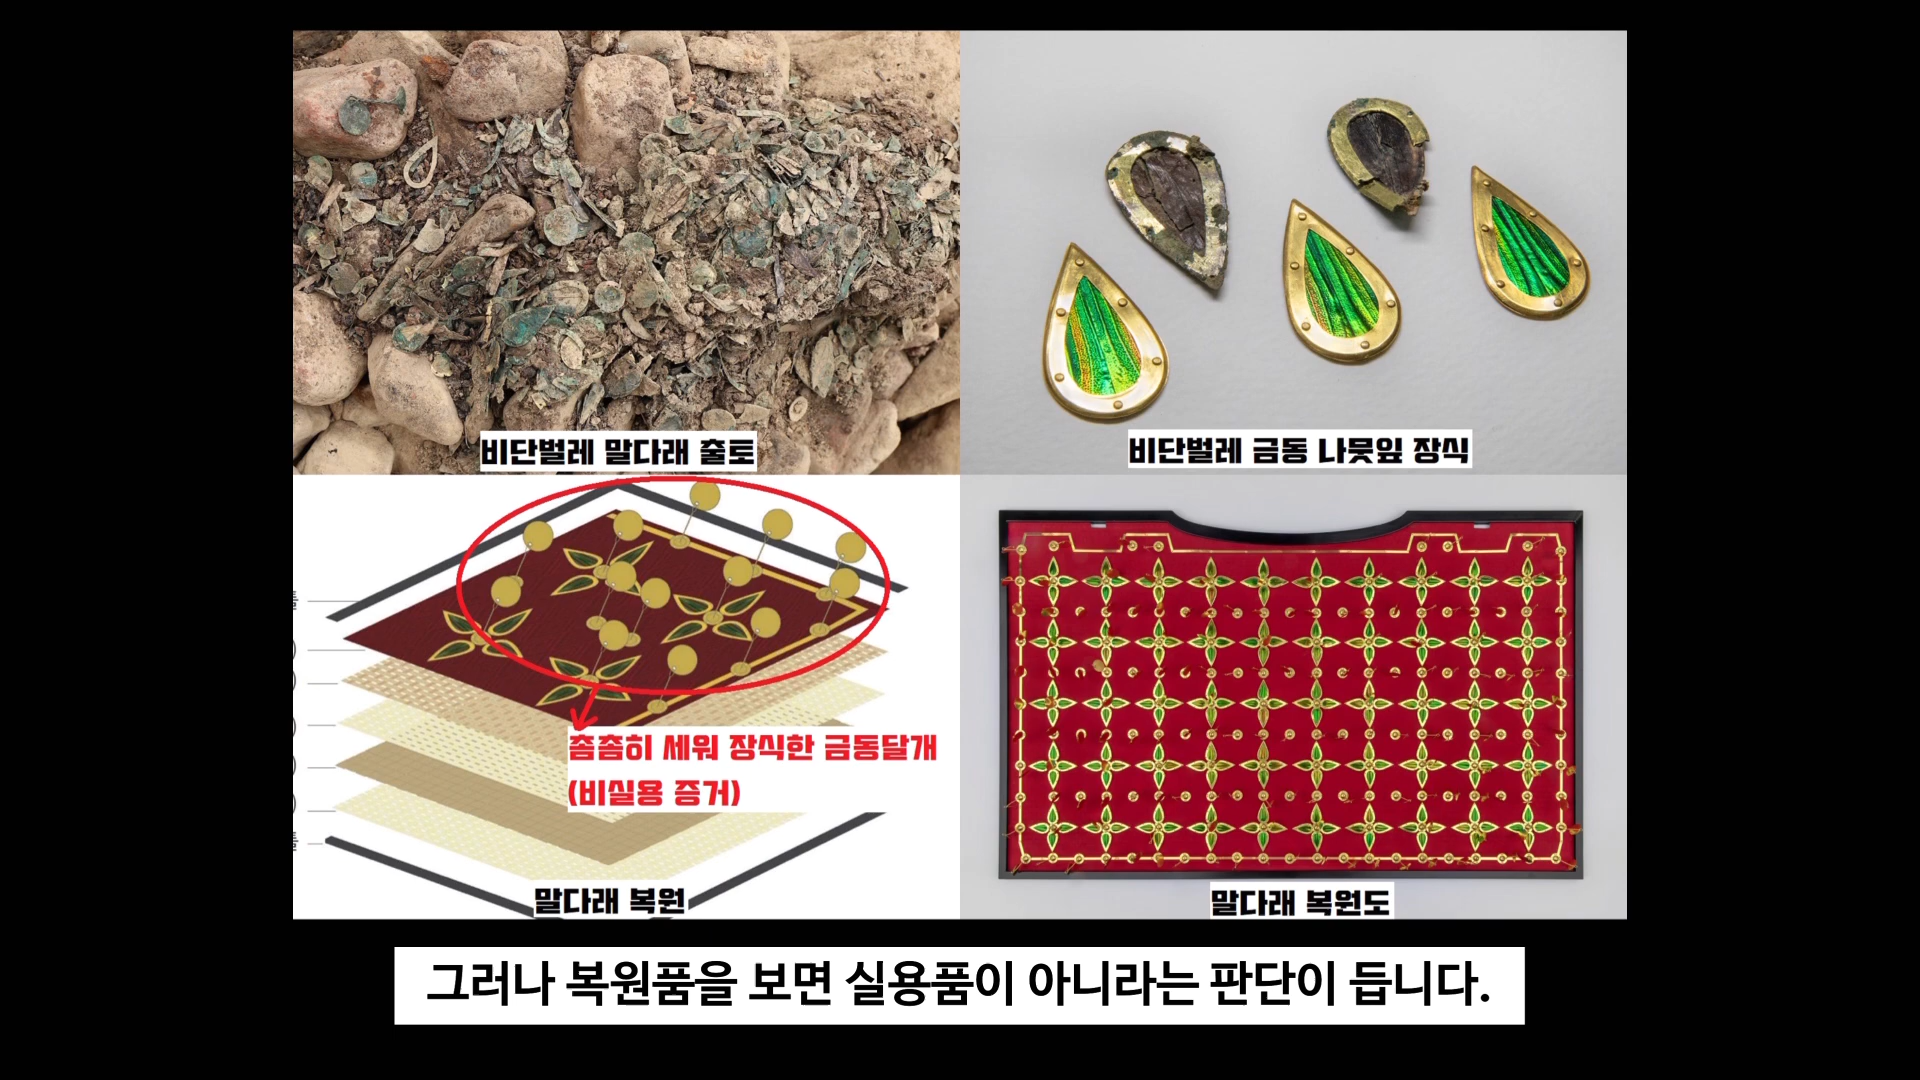 비단벌레 말다래 출토
비단벌레 금동 나뭇잎 장식
촘촘히 세워 장식한 금동달개
(비실용 증거)
말다래 복원
말다래 복원도
그러나 복원품을 보면 실용품이 아니라는 판단이 듭니다.